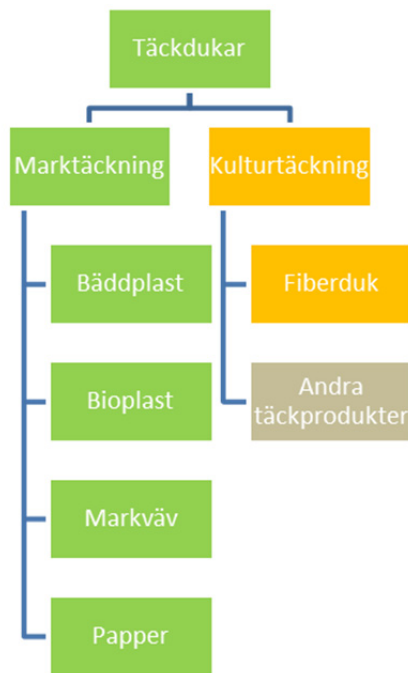 Täckdukar
Marktäckning
Kulturtäckning
Bäddplast
Fiberduk
Bioplast
Andra
täckprodukter
Markväv
Papper